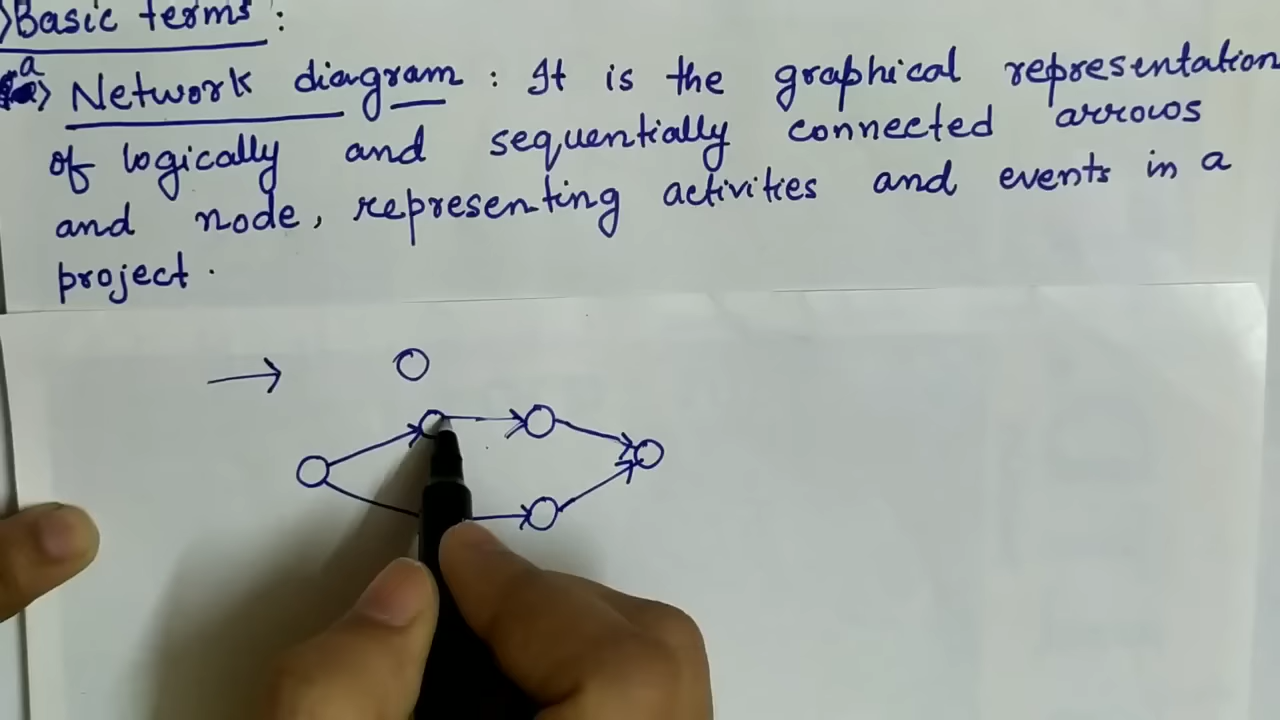 Basic terms :
a) Network diagram : It is the graphical representation
of logically and sequentially connected arrows
and node, representing activities and events in a
project.